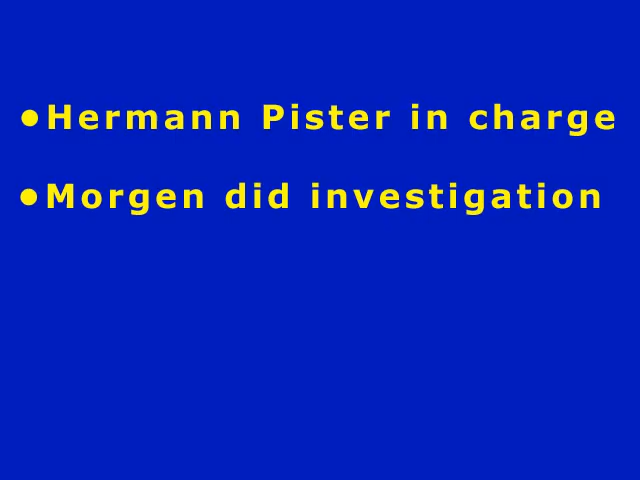 •Hermann Pister in charge
•Morgen did investigation